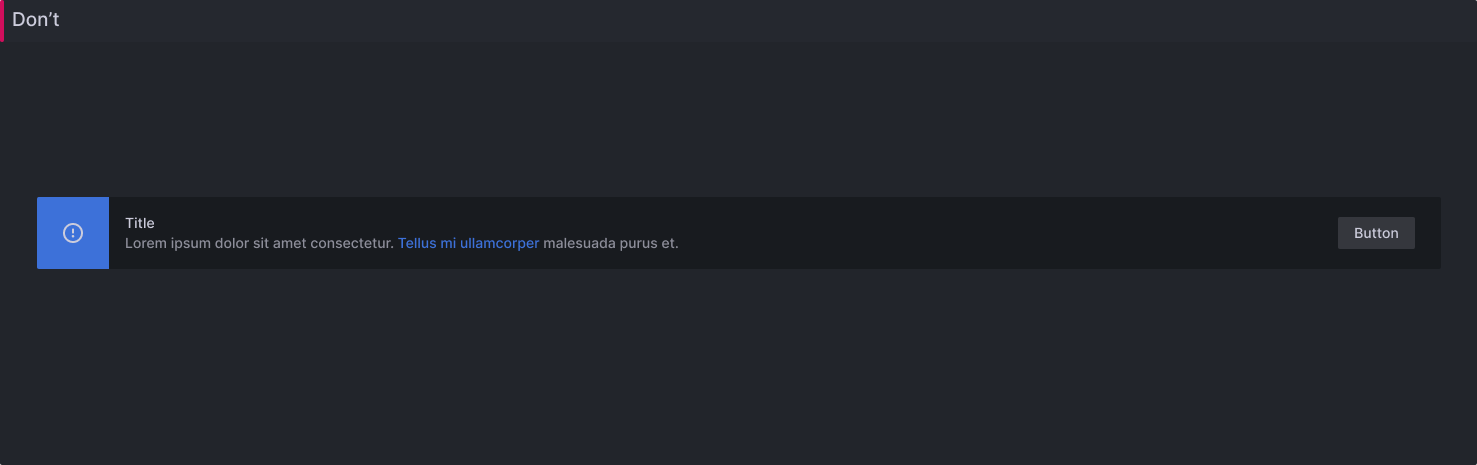 Don’t
Title
Lorem ipsum dolor sit amet consectetur. Tellus mi ullamcorper malesuada purus et.
Button